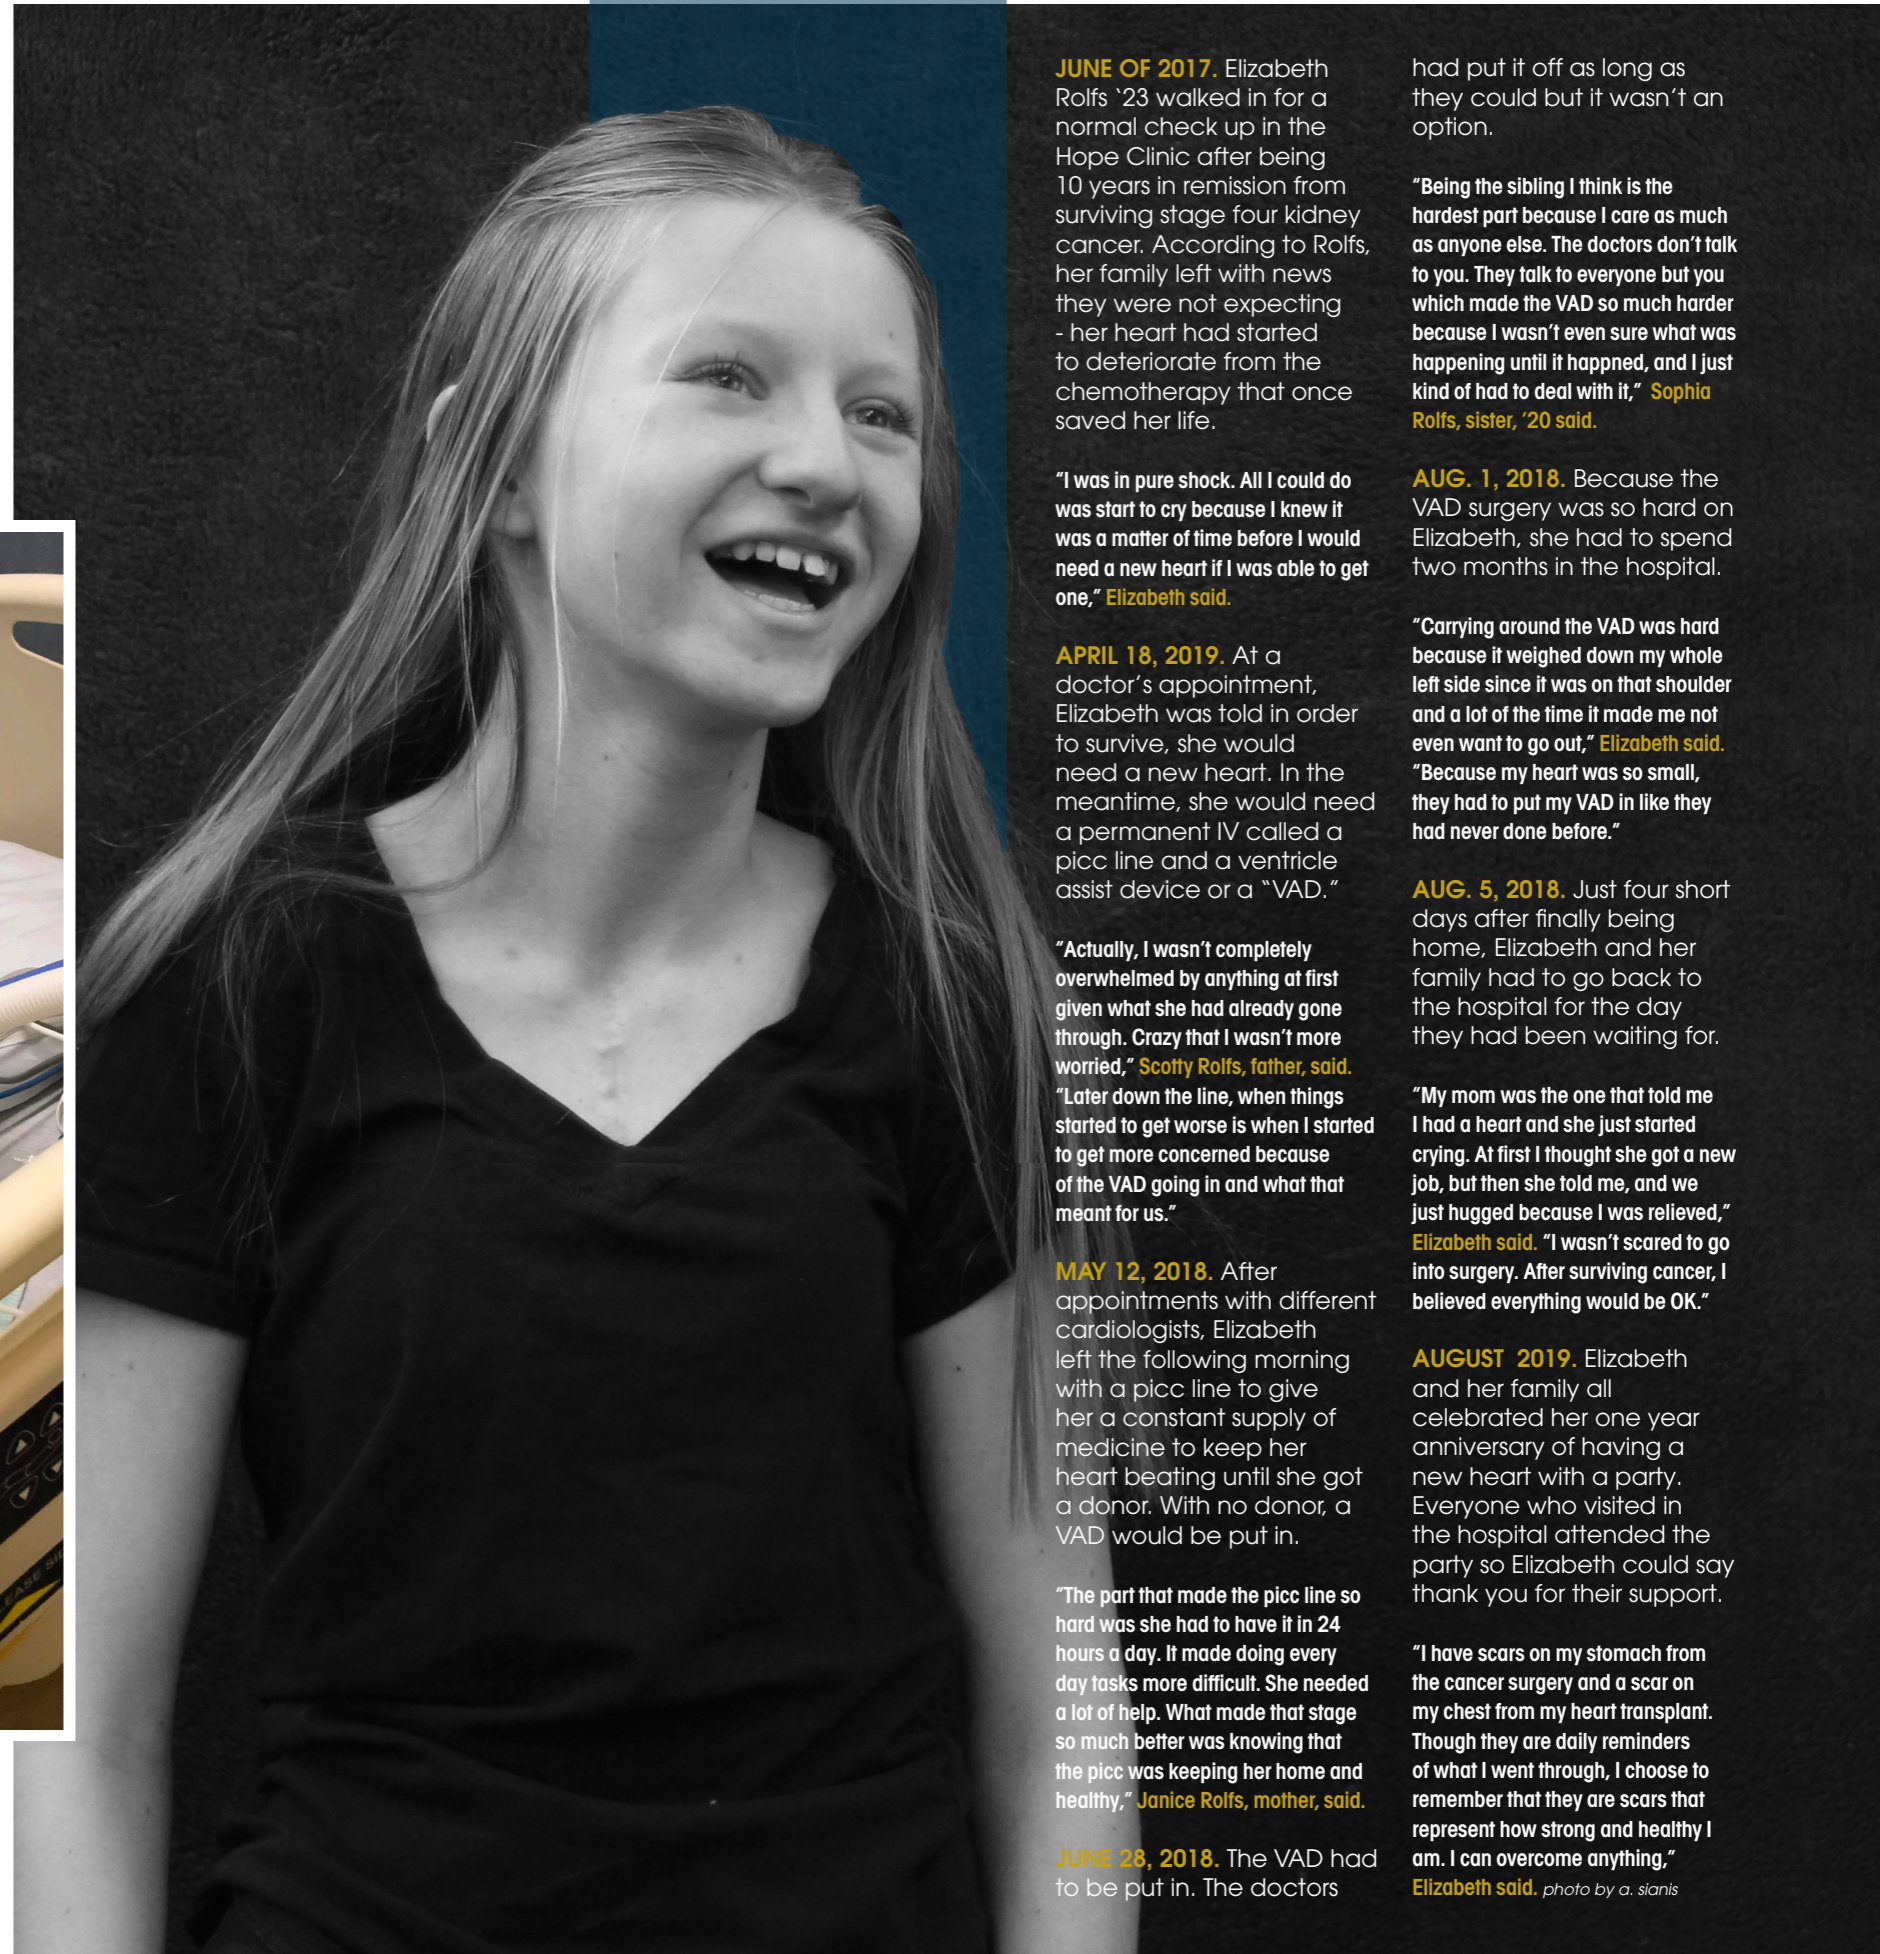 JUNE OF 2017. Elizabeth
Rolfs ‘23 walked in for a
normal check up in the
Hope Clinic after being
10 years in remission from
surviving stage four kidney
cancer. According to Rolfs,
her family left with news
they were not expecting
- her heart had started
to deteriorate from the
chemotherapy that once
saved her life.
"I was in pure shock. All I could do
was start to cry because I knew it
was a matter of time before I would
need a new heart if I was able to get
one," Elizabeth said.
APRIL 18, 2019. At a
doctor's appointment,
Elizabeth was told in order
to survive, she would
need a new heart. In the
meantime, she would need
a permanent IV called a
picc line and a ventricle
assist device or a "VAD."
"Actually, I wasn't completely
overwhelmed by anything at first
given what she had already gone
through. Crazy that I wasn't more
worried," Scotty Rolfs, father, said.
"Later down the line, when things
started to get worse is when I started
to get more concerned because
of the VAD going in and what that
meant for us."
MAY 12, 2018. After
appointments with different
cardiologists, Elizabeth
left the following morning
with a picc line to give
her a constant supply of
medicine to keep her
heart beating until she got
a donor. With no donor, a
VAD would be put in.
"The part that made the picc line so
hard was she had to have it in 24
hours a day. It made doing every
day tasks more difficult. She needed
a lot of help. What made that stage
so much better was knowing that
the picc was keeping her home and
healthy," Janice Rolfs, mother, said.
JUNE 28, 2018. The VAD had
to be put in. The doctors
had put it off as long as
they could but it wasn't an
option.
"Being the sibling I think is the
hardest part because I care as much
as anyone else. The doctors don't talk
to you. They talk to everyone but you
which made the VAD so much harder
because I wasn't even sure what was
happening until it happned, and I just
kind of had to deal with it," Sophia
Rolfs, sister, '20 said.
AUG. 1, 2018. Because the
VAD surgery was so hard on
Elizabeth, she had to spend
two months in the hospital.
"Carrying around the VAD was hard
because it weighed down my whole
left side since it was on that shoulder
and a lot of the time it made me not
even want to go out," Elizabeth said.
"Because my heart was so small,
they had to put my VAD in like they
had never done before."
AUG. 5, 2018. Just four short
days after finally being
home, Elizabeth and her
family had to go back to
the hospital for the day
they had been waiting for.
"My mom was the one that told me
I had a heart and she just started
crying. At first I thought she got a new
job, but then she told me, and we
just hugged because I was relieved,"
Elizabeth said. "I wasn't scared to go
into surgery. After surviving cancer, I
believed everything would be OK."
AUGUST 2019. Elizabeth
and her family all
celebrated her one year
anniversary of having a
new heart with a party.
Everyone who visited in
the hospital attended the
party so Elizabeth could say
thank you for their support.
"I have scars on my stomach from
the cancer surgery and a scar on
my chest from my heart transplant.
Though they are daily reminders
of what I went through, I choose to
remember that they are scars that
represent how strong and healthy I
am. I can overcome anything,"
Elizabeth said. photo by a. sianis